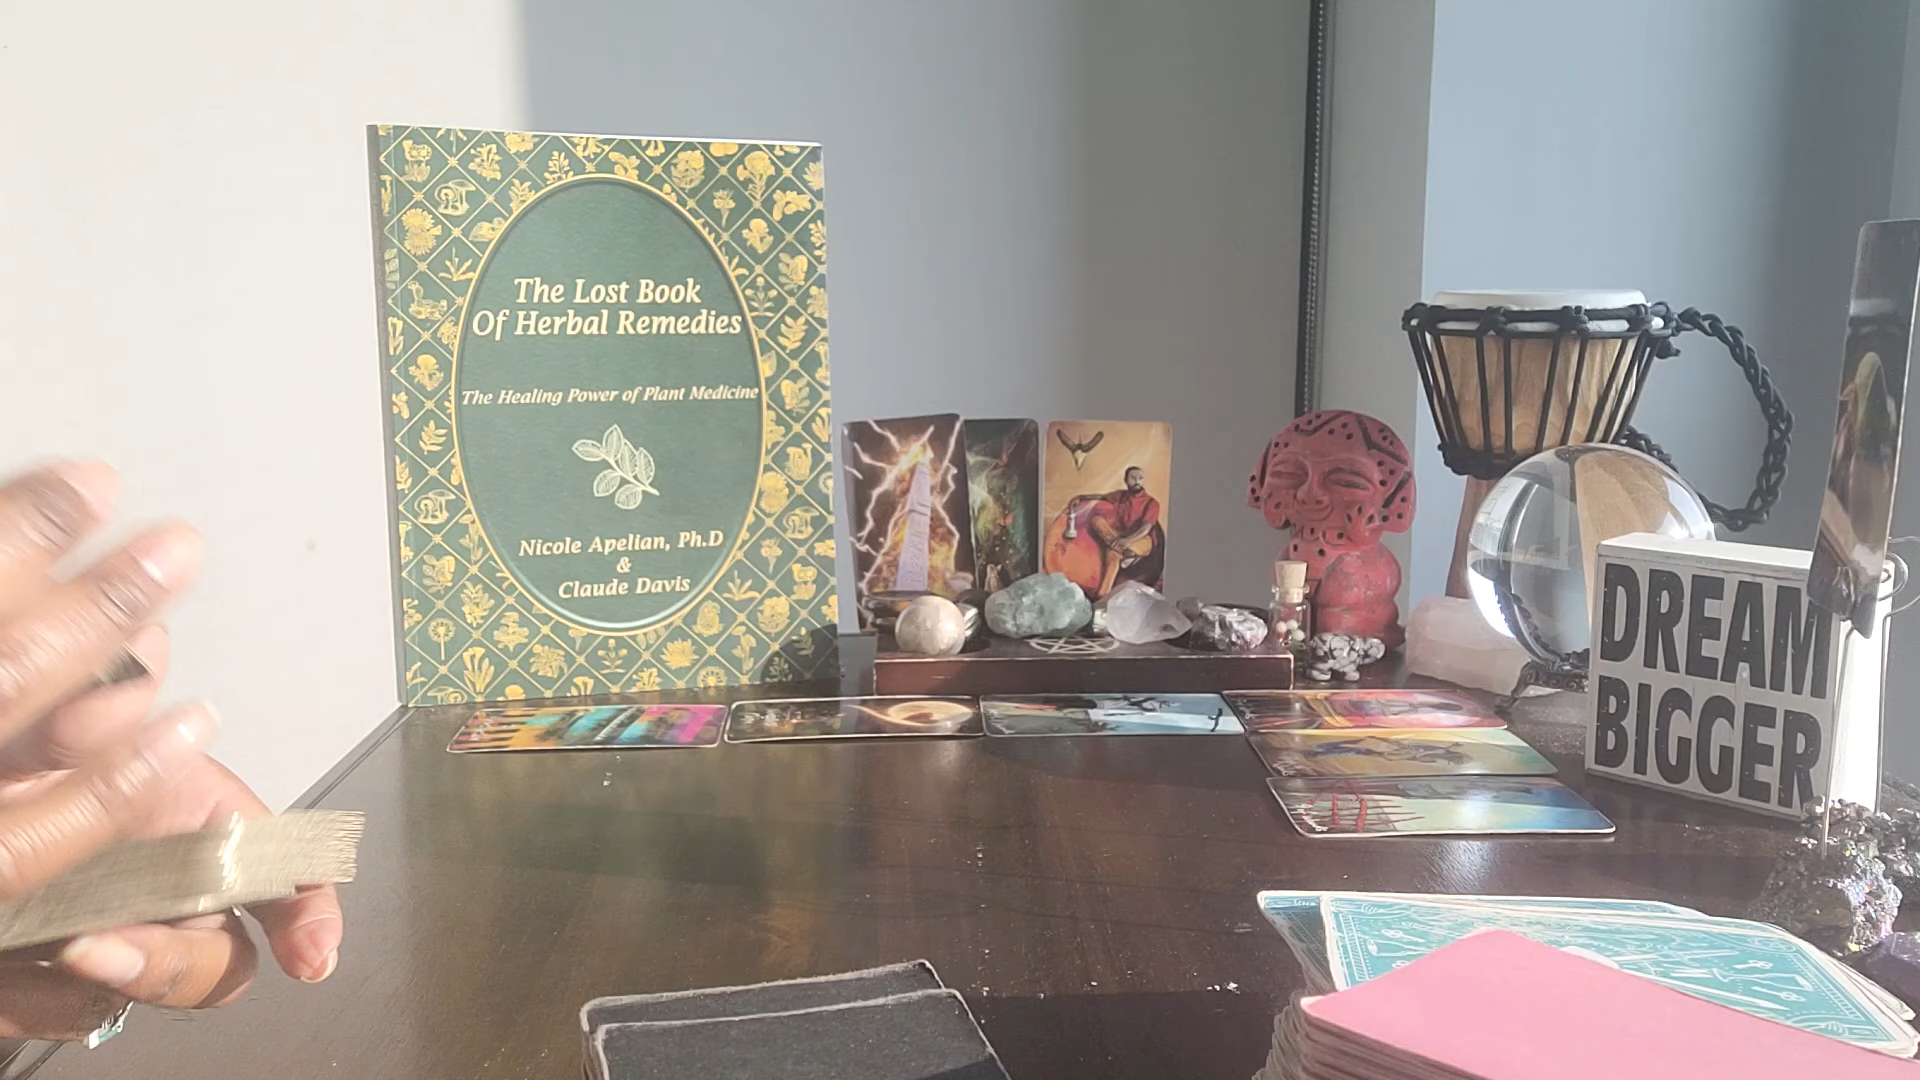 The Lost Book
Of Herbal Remedies
The Healing Power of Plant Medicine
Nicole Apelian, Ph.D
&
Claude Davis
DREAM
BIGGER